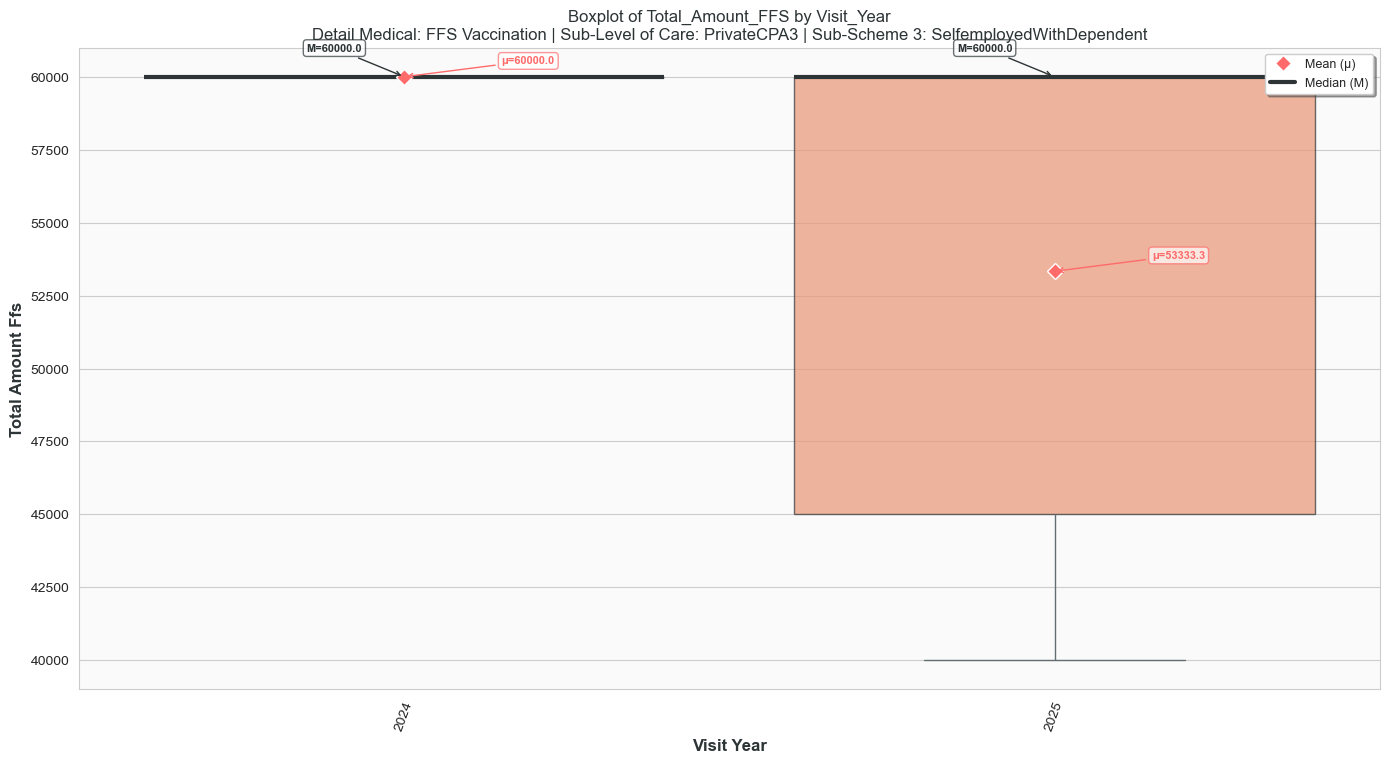 Boxplot of Total_Amount_FFS by Visit_Year
Detail Medical: FFS Vaccination | Sub-Level of Care: PrivateCPA3 | Sub-Scheme 3: SelfemployedWithDependent
M=60000.0
M=60000.0
μ=60000.0
Mean (μ)
Median (M)
60000
57500
55000
μ=53333.3
52500
50000
47500
45000
42500
40000
Total Amount Ffs
2024
2025
Visit Year